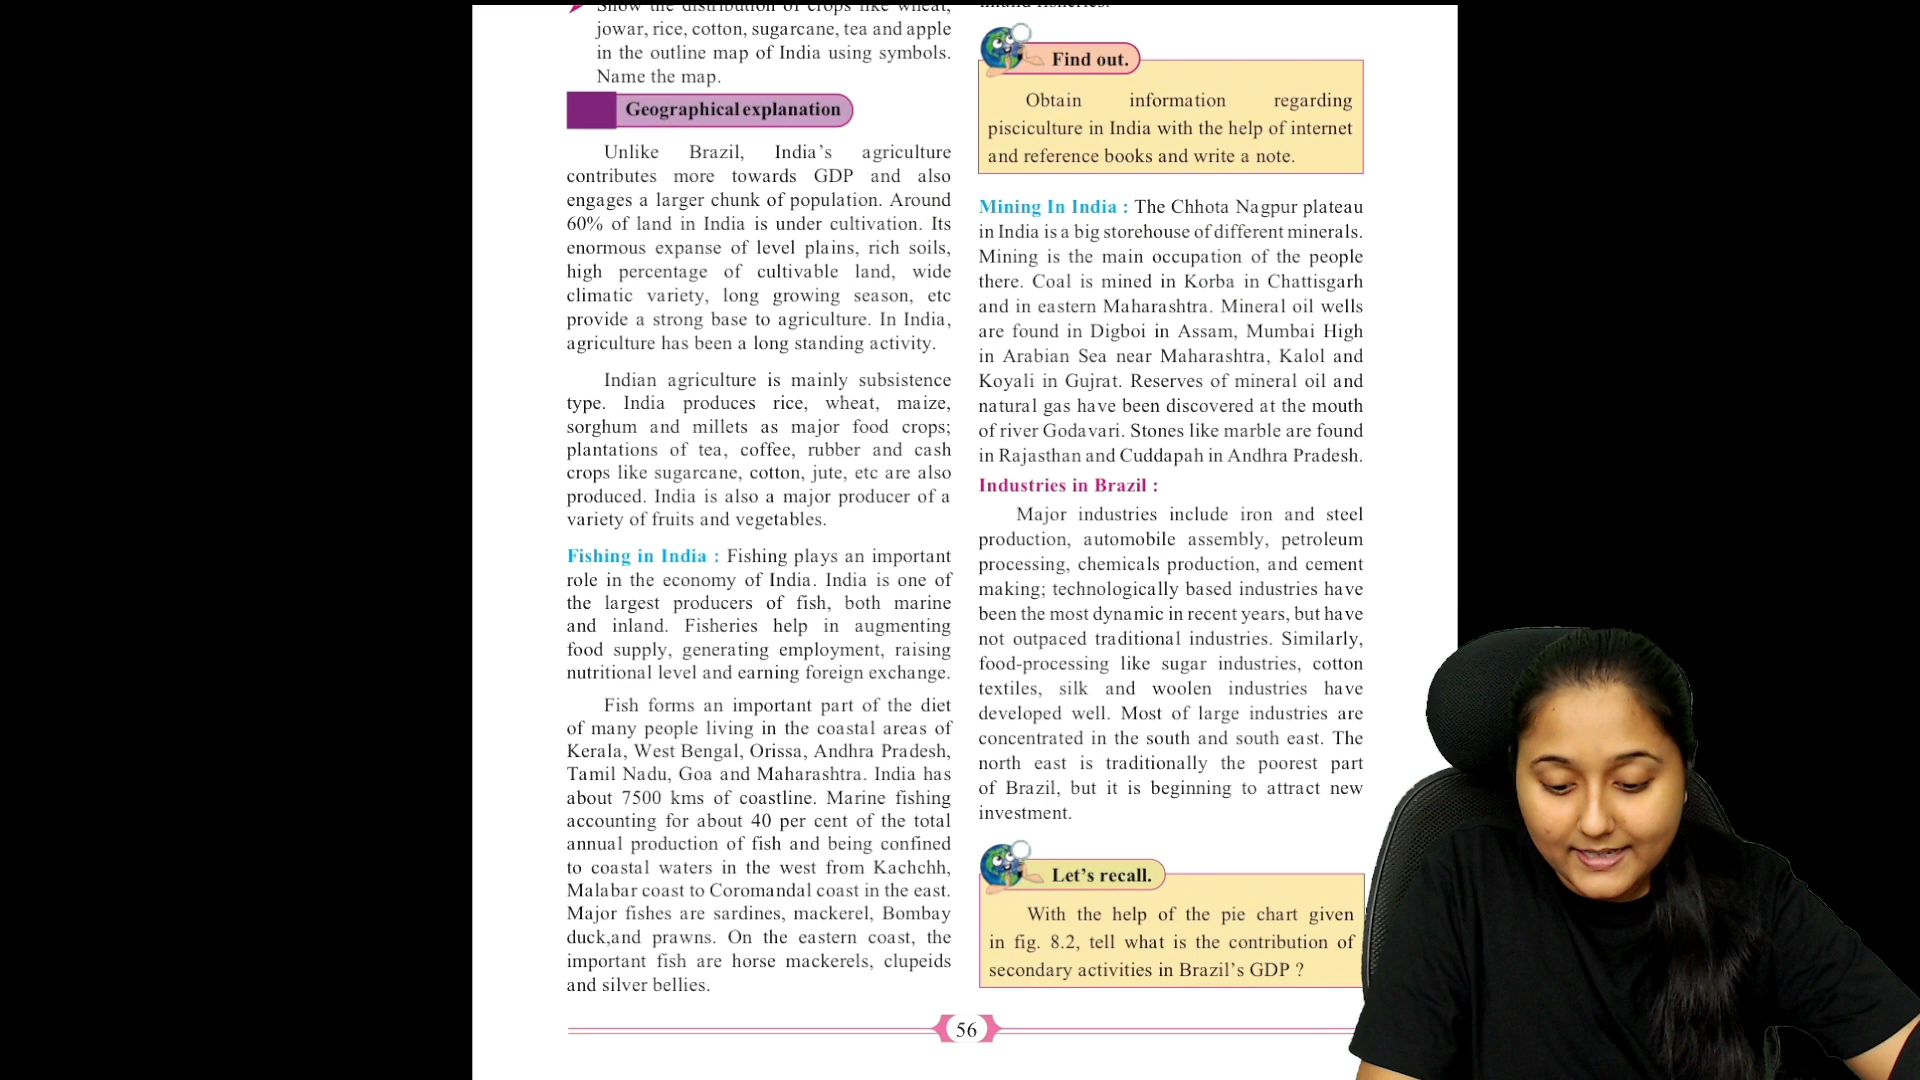 Show the distribution of crops like wheat,
jowar, rice, cotton, sugarcane, tea and apple
in the outline map of India using symbols.
Name the map.
Geographical explanation
Unlike Brazil, India’s agriculture
contributes more towards GDP and also
engages a larger chunk of population. Around
60% of land in India is under cultivation. Its
enormous expanse of level plains, rich soils,
high percentage of cultivable land, wide
climatic variety, long growing season, etc
provide a strong base to agriculture. In India,
agriculture has been a long standing activity.
Indian agriculture is mainly subsistence
type. India produces rice, wheat, maize,
sorghum and millets as major food crops;
plantations of tea, coffee, rubber and cash
crops like sugarcane, cotton, jute, etc are also
produced. India is also a major producer of a
variety of fruits and vegetables.
Fishing in India : Fishing plays an important
role in the economy of India. India is one of
the largest producers of fish, both marine
and inland. Fisheries help in augmenting
food supply, generating employment, raising
nutritional level and earning foreign exchange.
Fish forms an important part of the diet
of many people living in the coastal areas of
Kerala, West Bengal, Orissa, Andhra Pradesh,
Tamil Nadu, Goa and Maharashtra. India has
about 7500 kms of coastline. Marine fishing
accounting for about 40 per cent of the total
annual production of fish and being confined
to coastal waters in the west from Kachchh,
Malabar coast to Coromandal coast in the east.
Major fishes are sardines, mackerel, Bombay
duck,and prawns. On the eastern coast, the
important fish are horse mackerels, clupeids
and silver bellies.
inland fisheries.
Find out.
Obtain information regarding
pisciculture in India with the help of internet
and reference books and write a note.
Mining In India : The Chhota Nagpur plateau
in India is a big storehouse of different minerals.
Mining is the main occupation of the people
there. Coal is mined in Korba in Chattisgarh
and in eastern Maharashtra. Mineral oil wells
are found in Digboi in Assam, Mumbai High
in Arabian Sea near Maharashtra, Kalol and
Koyali in Gujrat. Reserves of mineral oil and
natural gas have been discovered at the mouth
of river Godavari. Stones like marble are found
in Rajasthan and Cuddapah in Andhra Pradesh.
Industries in Brazil :
Major industries include iron and steel
production, automobile assembly, petroleum
processing, chemicals production, and cement
making; technologically based industries have
been the most dynamic in recent years, but have
not outpaced traditional industries. Similarly,
food-processing like sugar industries, cotton
textiles, silk and woolen industries have
developed well. Most of large industries are
concentrated in the south and south east. The
north east is traditionally the poorest part
of Brazil, but it is beginning to attract new
investment.
Let’s recall.
With the help of the pie chart given
in fig. 8.2, tell what is the contribution of
secondary activities in Brazil’s GDP ?
56